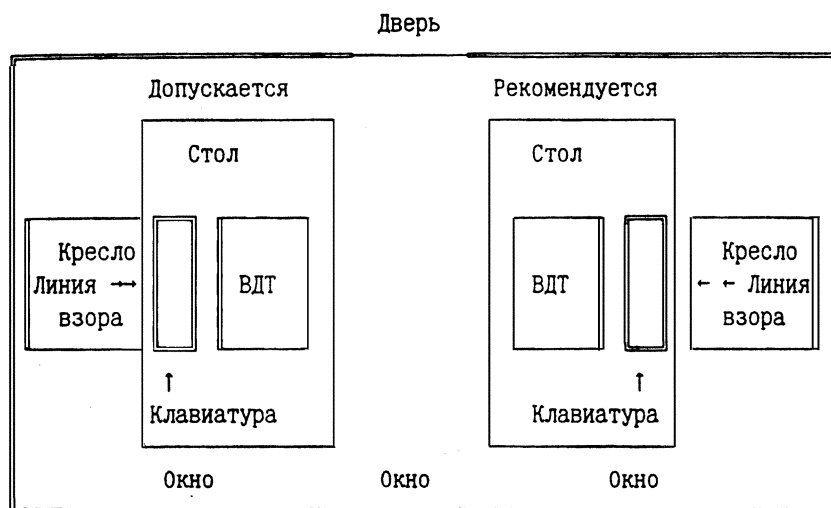 Дверь
Допускается
Рекомендуется
Стол
Стол
Кресло
Линия →→
взора
ВДТ
ВДТ
Кресло
← ← Линия
взора
↑
Клавиатура
↑
Клавиатура
Окно
Окно
Окно